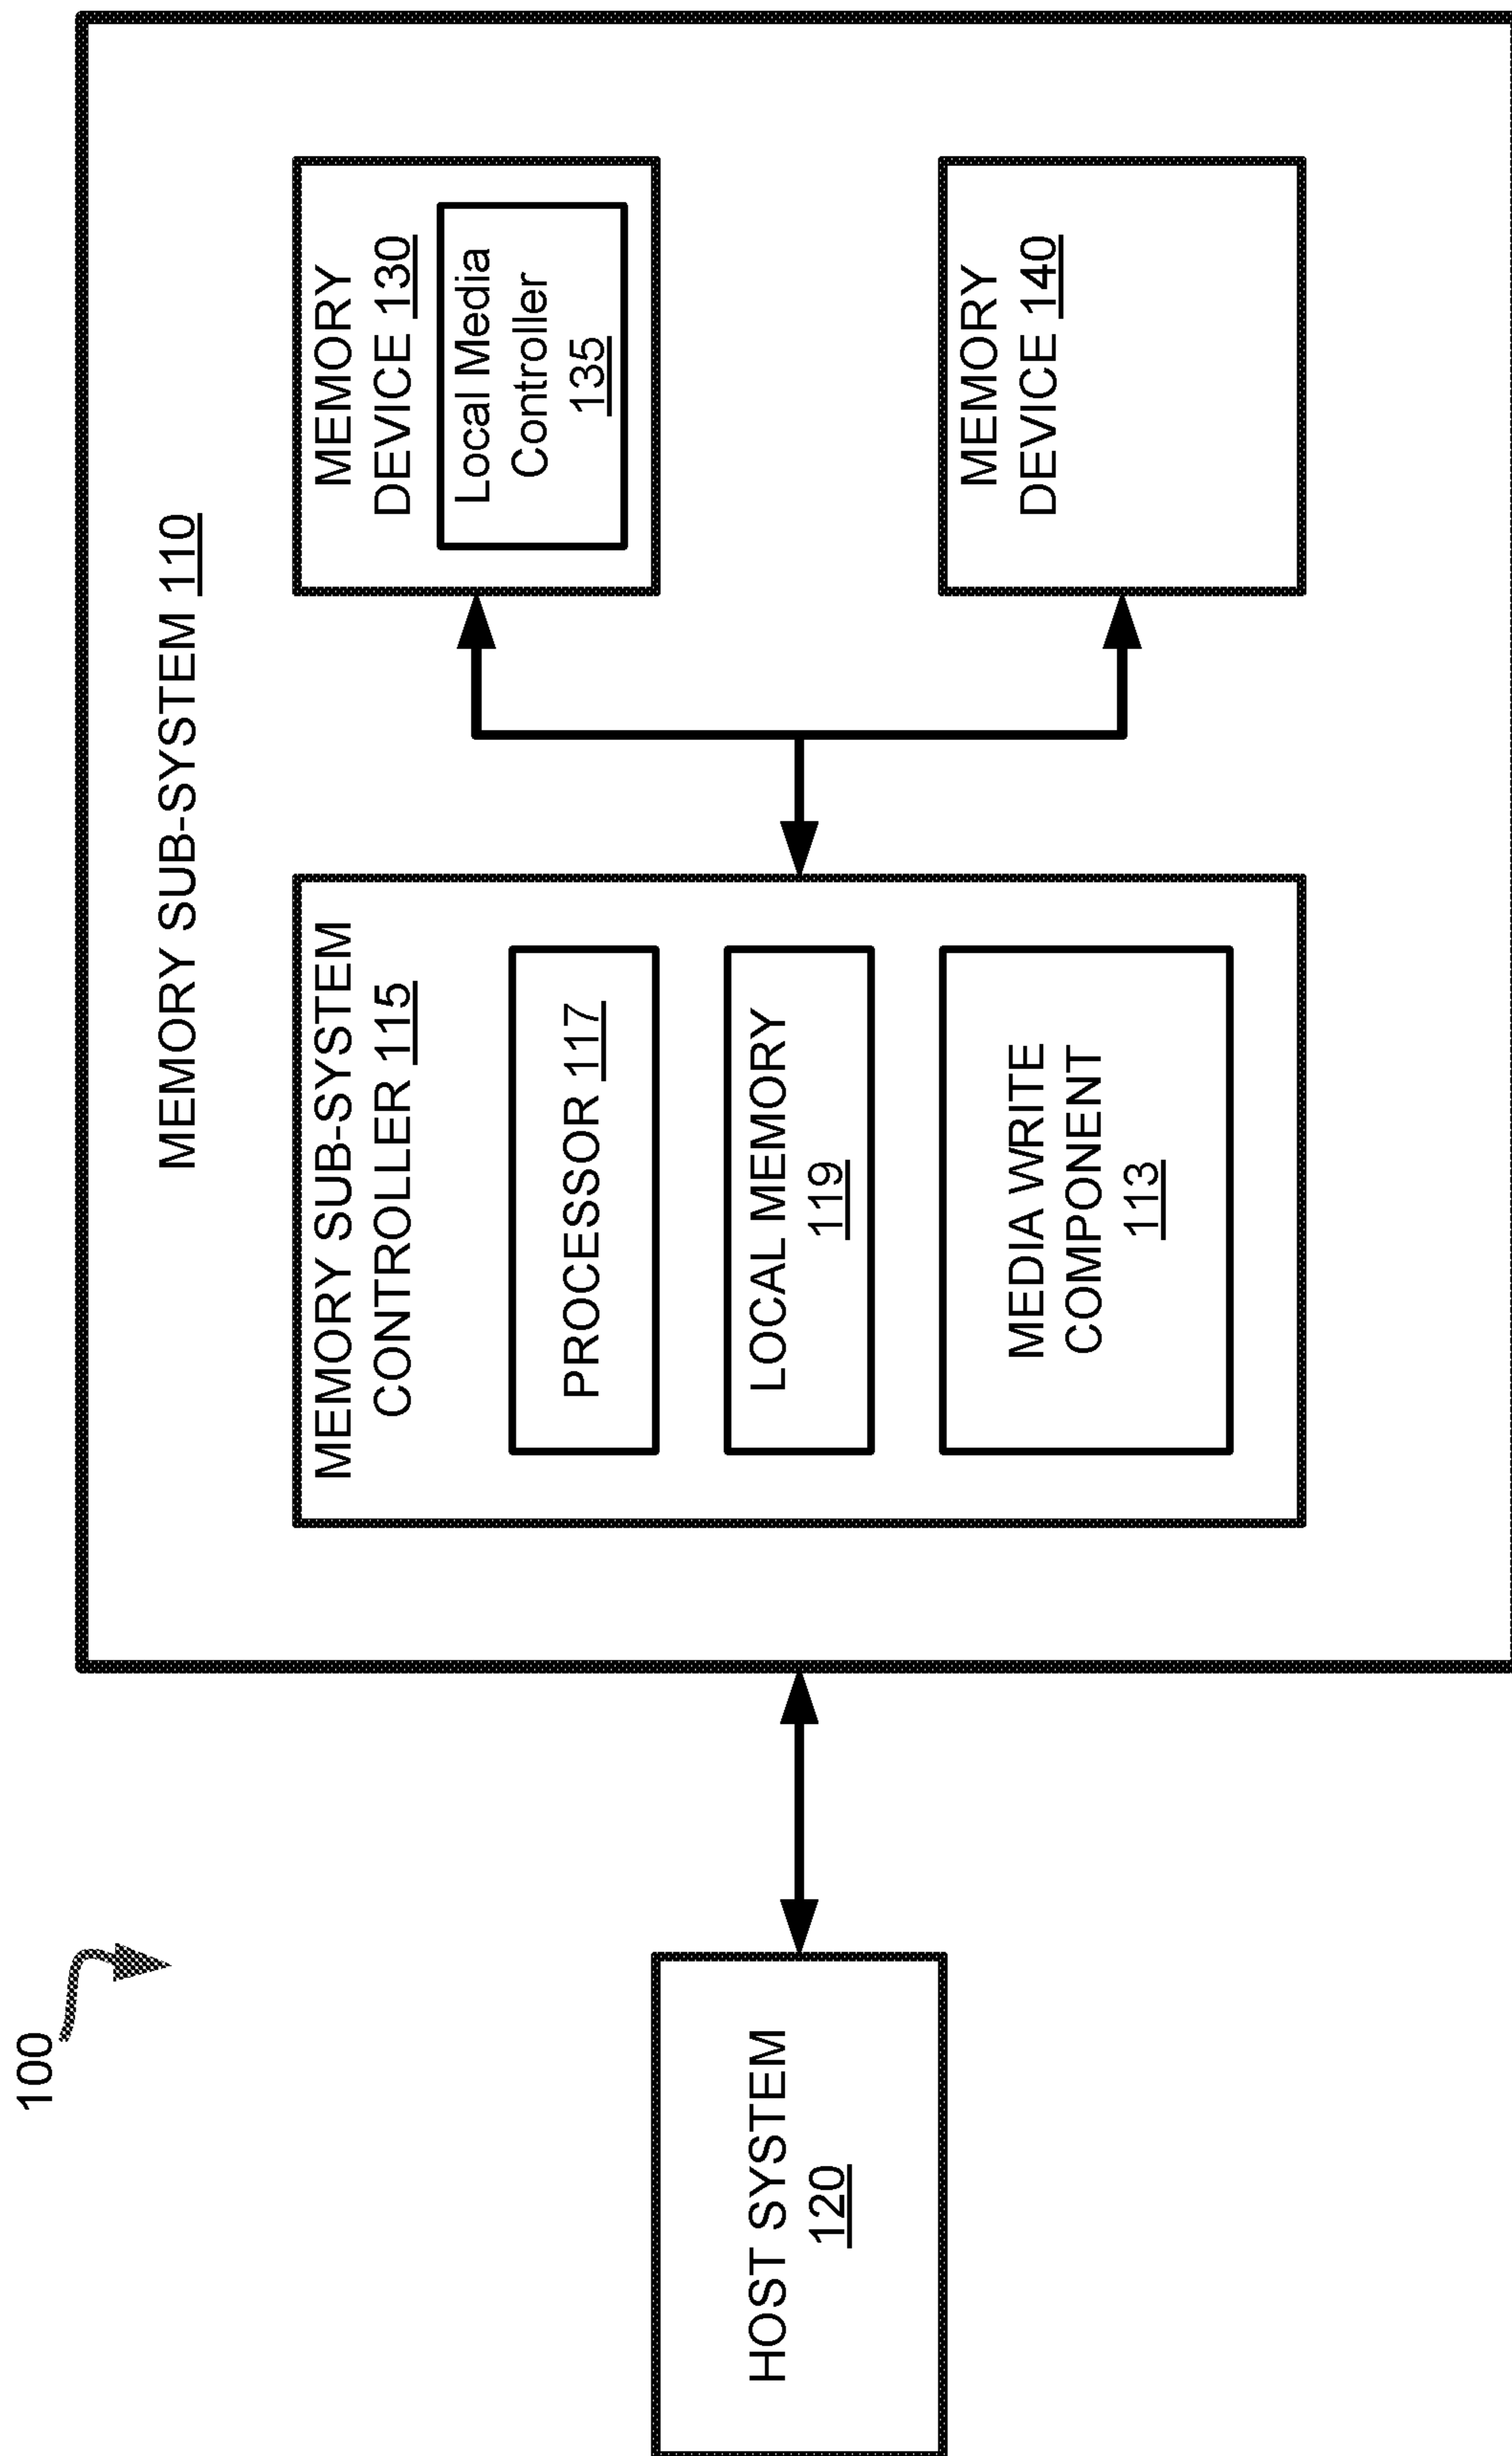 100
MEMORY SUB-SYSTEM 110
HOST SYSTEM
120
MEMORY SUB-SYSTEM
CONTROLLER 115
PROCESSOR 117
LOCAL MEMORY
119
MEDIA WRITE
COMPONENT
113
MEMORY
DEVICE 130
Local Media
Controller
135
MEMORY
DEVICE 140